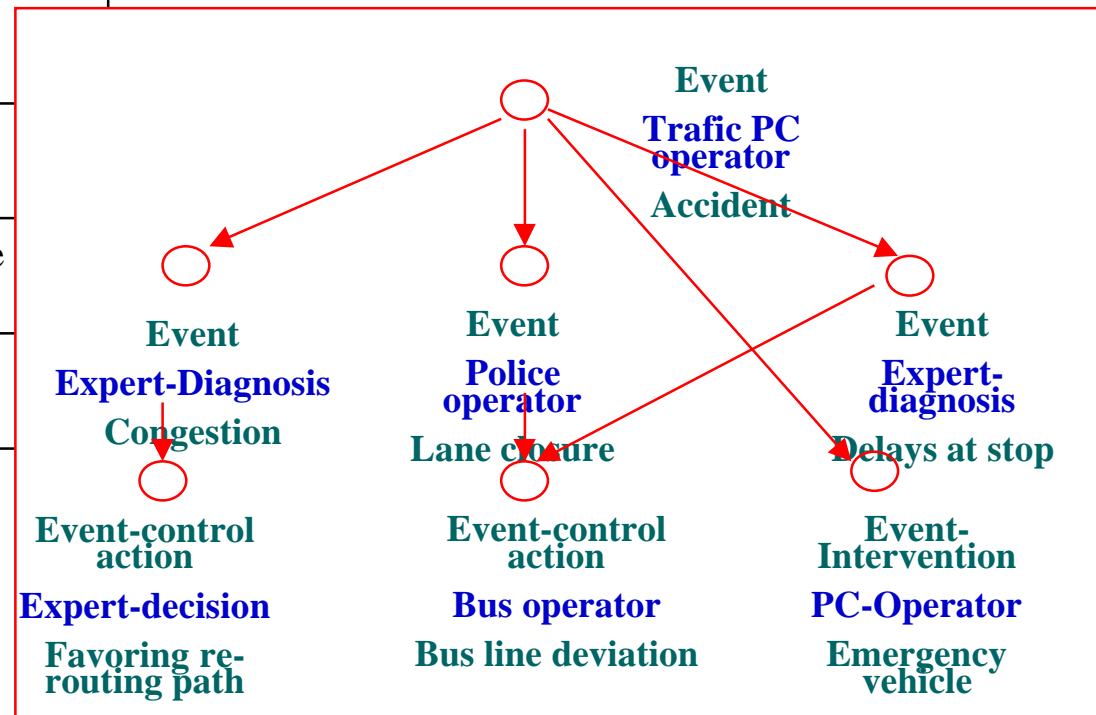 Event
Trafic PC
operator
Accident
e
Event
Expert-Diagnosis
Congestion
Event
Police
operator
Lane closure
Event
Expert-
diagnosis
Delays at stop
Event-control
action
Expert-decision
Favoring re-
routing path
Event-control
action
Bus operator
Bus line deviation
Event-
Intervention
PC-Operator
Emergency
vehicle